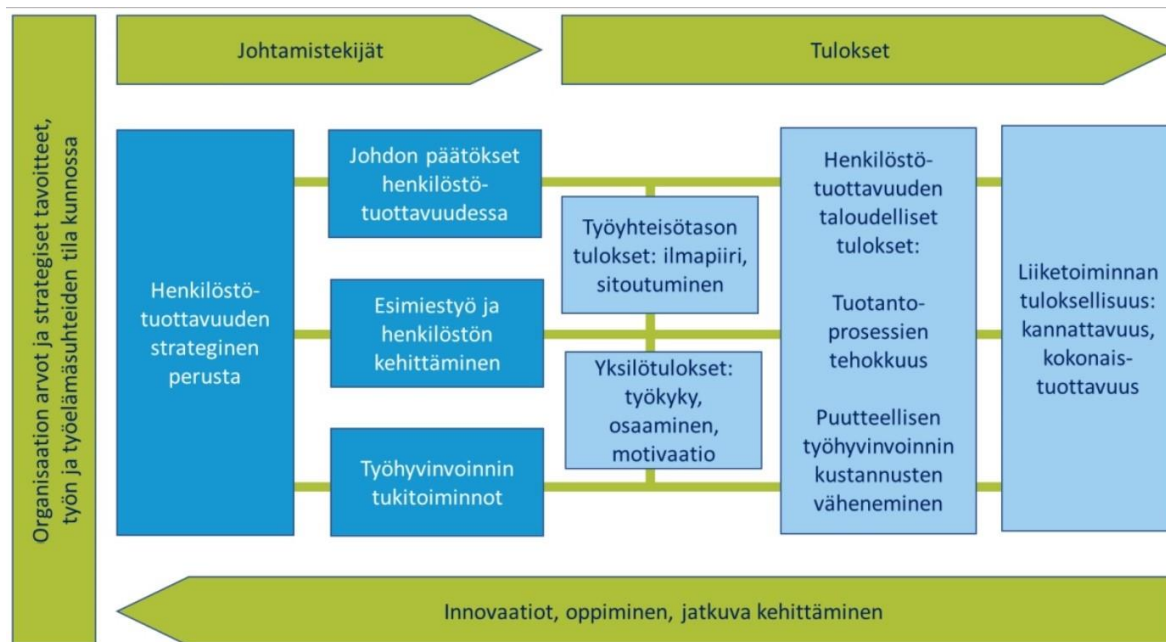 Organisaation arvot ja strategiset tavoitteet,
työn ja työelämäsuhteiden tila kunnossa
Johtamistekijät
Tulokset
Henkilöstö-
tuottavuuden
strateginen
perusta
Johdon päätökset
henkilöstö-
tuottavuudessa
Esimiestyö ja
henkilöstön
kehittäminen
Työhyvinvoinnin
tukitoiminnot
Työyhteisötason
tulokset: ilmapiiri,
sitoutuminen
Yksilötulokset:
työkyky,
osaaminen,
motivaatio
Henkilöstö-
tuottavuuden
taloudelliset
tulokset:
Tuotanto-
prosessien
tehokkuus
Puutteellisen
työhyvinvoinnin
kustannusten
väheneminen
Liiketoiminnan
tuloksellisuus:
kannattavuus,
kokonais-
tuottavuus
Innovaatiot, oppiminen, jatkuva kehittäminen